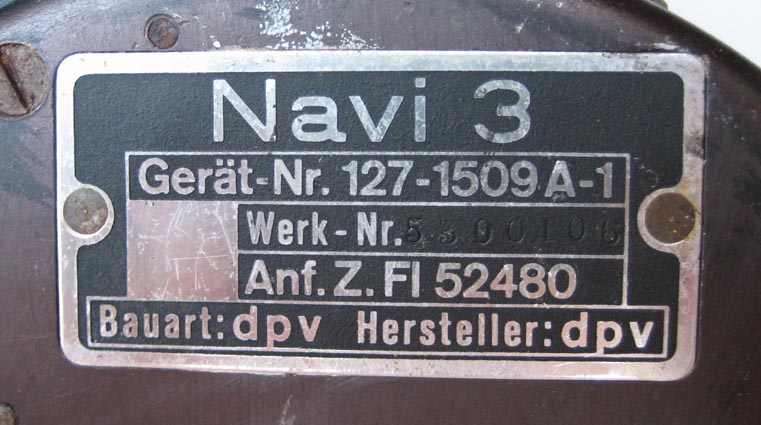 Navi 3
Gerät-Nr. 127-1509 A-1
Werk-Nr. 5300106
Anf. Z. Fl 52480
Bauart: dpv Hersteller: dpv